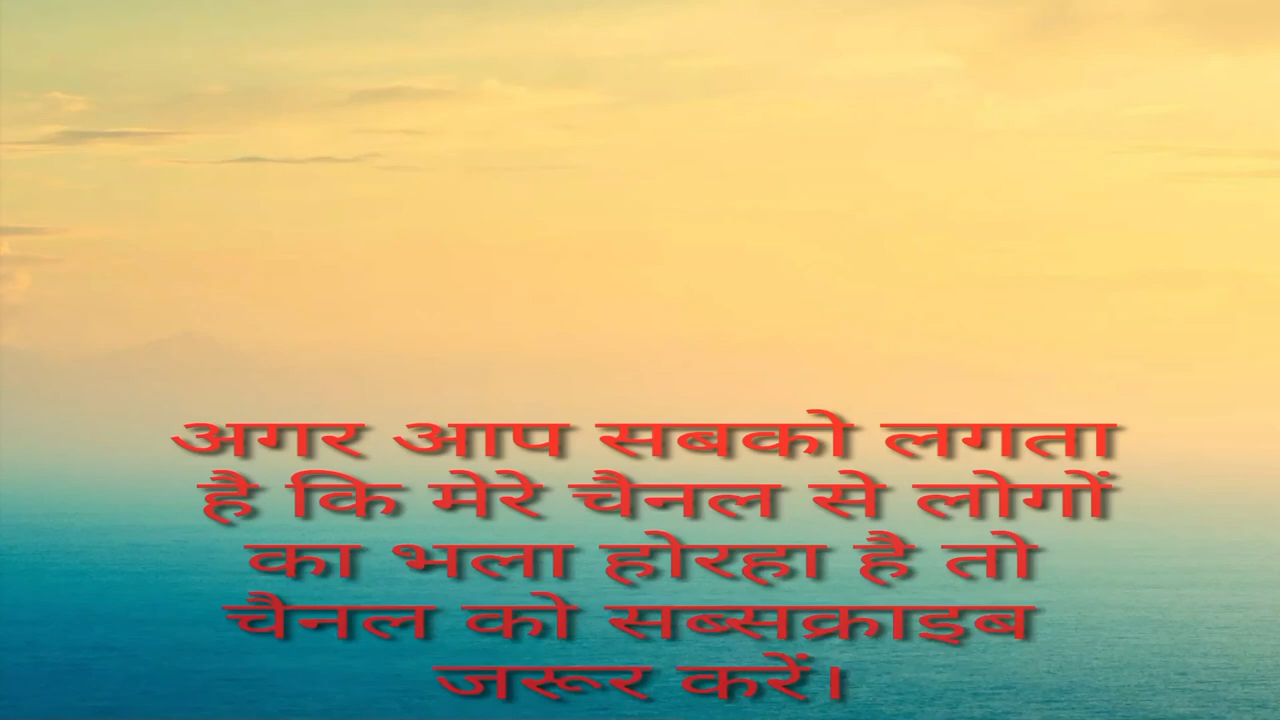 अगर आप सबको लगता
है कि मेरे चैनल से लोगों
का भला होरहा है तो
चैनल को सब्सक्राइब
जरूर करें।